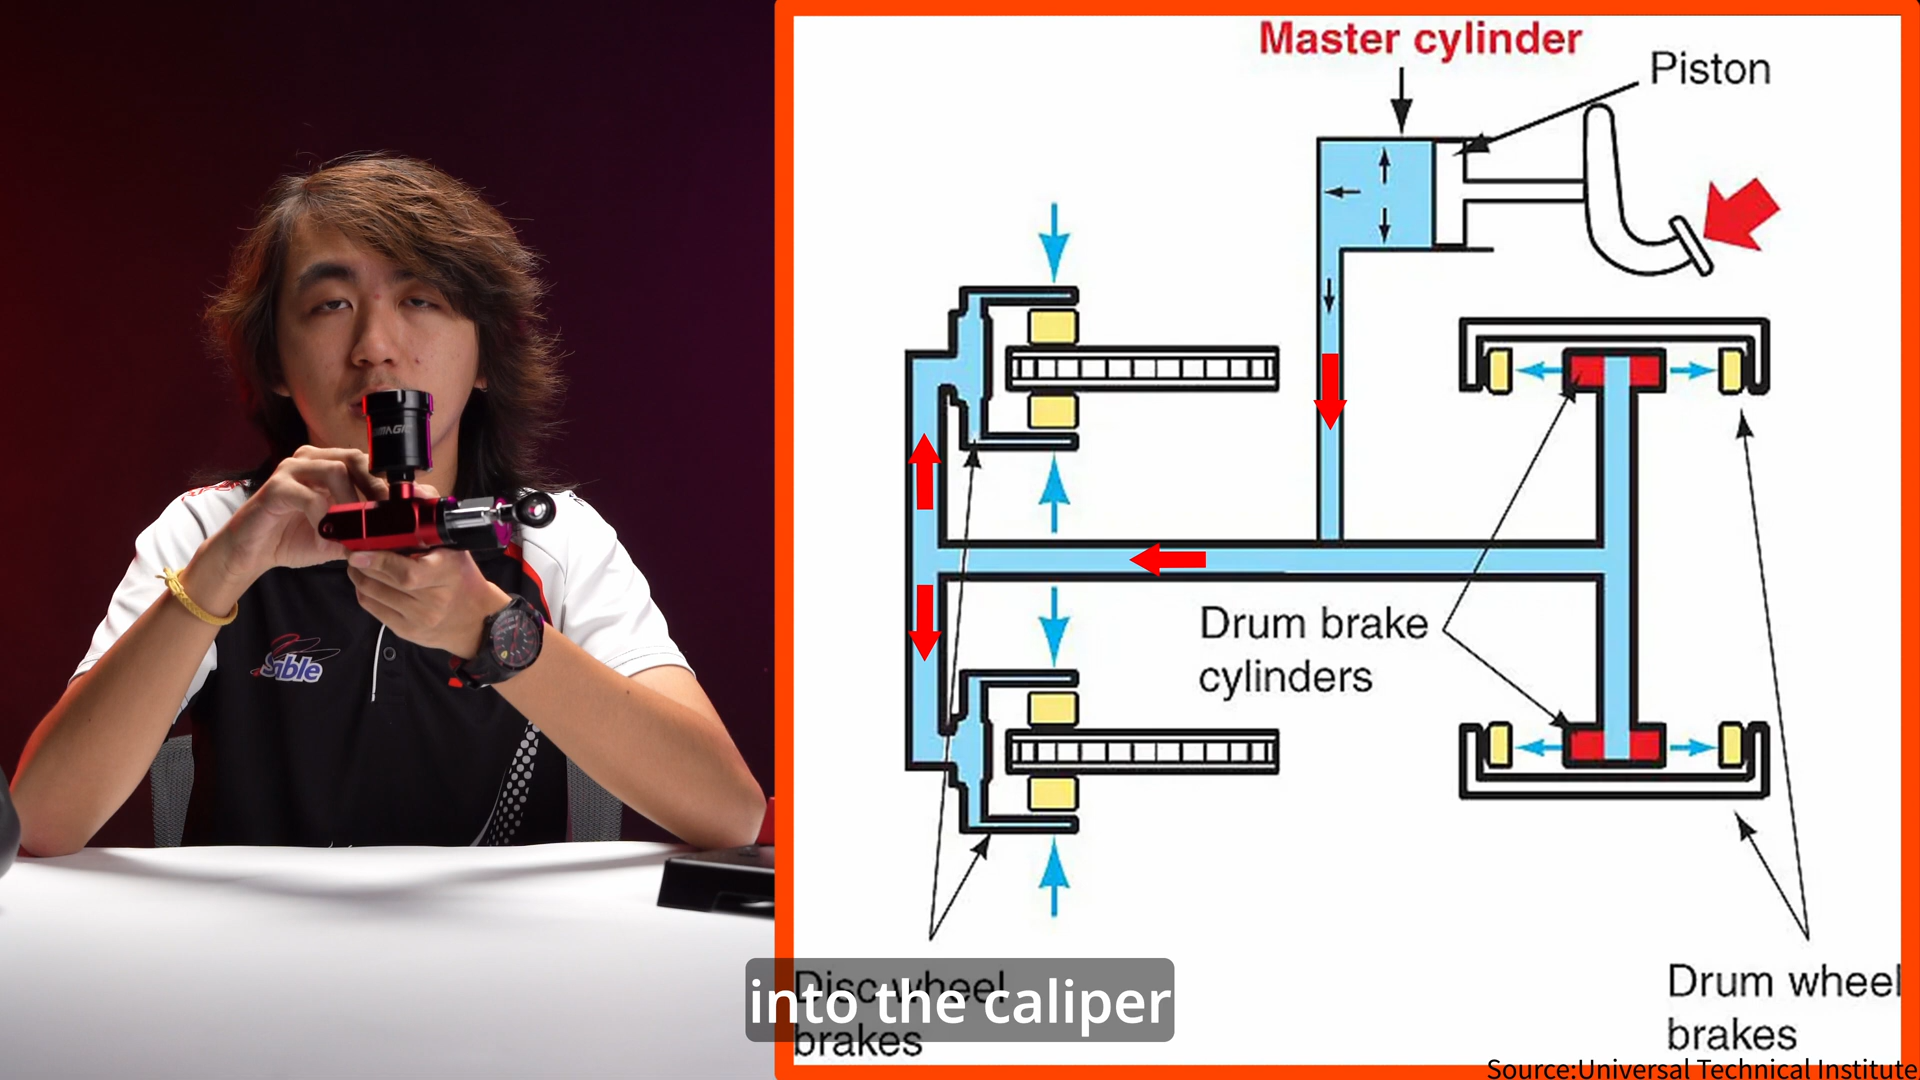 Master cylinder
Piston
Drum brake
cylinders
Disc wheel
brakes
Drum wheel
brakes
into the caliper
Source:Universal Technical Institute
Sable